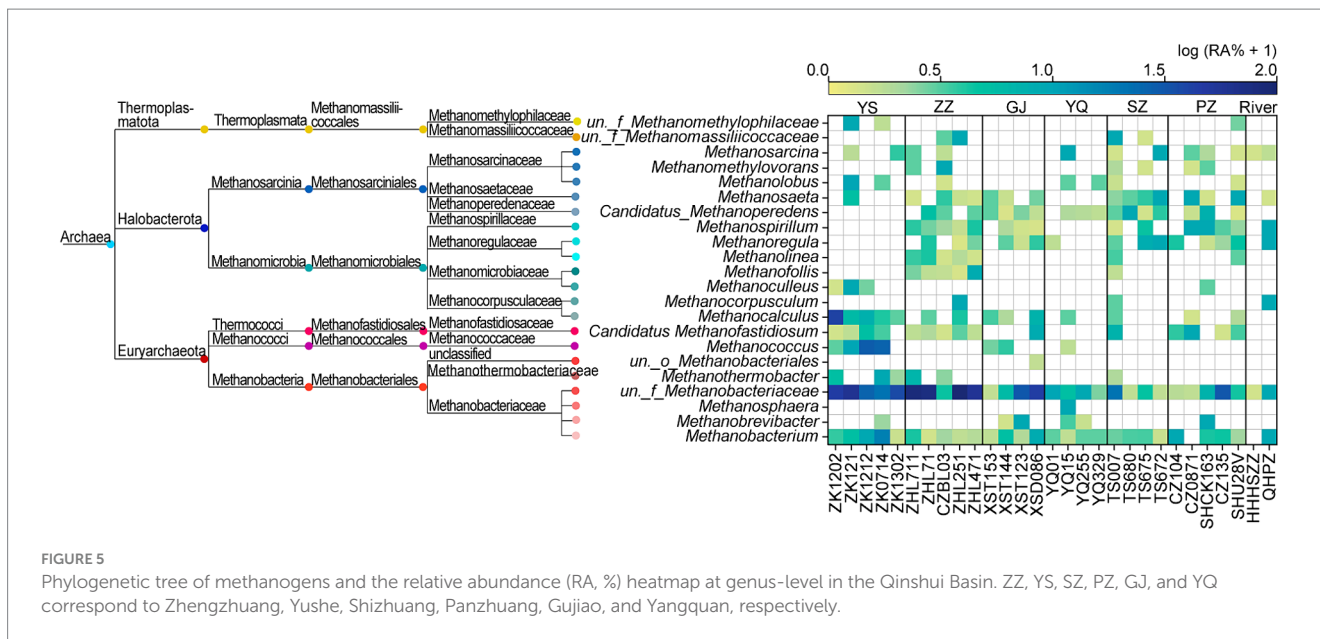 log (RA% + 1)
0.0 0.5 1.0 1.5 2.0
YS ZZ GJ YQ SZ PZ River
Archaea
Thermoplas-
matota
Thermoplasmata
Methanomassilii-
coccales
Methanomethylophilaceae
Methanomassiliicoccaceae
Halobacterota
Methanosarcinia
Methanosarciniales
Methanosarcinaceae
Methanosaetaceae
Methanoperedenaceae
Methanospirillaceae
Methanomicrobia
Methanomicrobiales
Methanoregulaceae
Methanomicrobiaceae
Methanocorpusculaceae
Euryarchaeota
Thermococci
Methanofastidiosales
Methanofastidiosaceae
Methanococci
Methanococcales
Methanococcaceae
Methanobacteria
Methanobacteriales
unclassified
Methanothermobacteriaceae
Methanobacteriaceae
un._f_Methanomethylophilaceae
un._f_Methanomassiliicoccaceae
Methanosarcina
Methanomethylovorans
Methanolobus
Methanosaeta
Candidatus_Methanoperedens
Methanospirillum
Methanoregula
Methanolinea
Methanofollis
Methanoculleus
Methanocorpusculum
Methanocalculus
Candidatus Methanofastidiosum
Methanococcus
un._o_Methanobacteriales
Methanothermobacter
un._f_Methanobacteriaceae
Methanosphaera
Methanobrevibacter
Methanobacterium
ZK1202
ZK121
ZK1212
ZK0714
ZK1302
ZHL711
ZHL71
CZBL03
ZHL251
ZHL471
XST153
XST144
XST123
XSD086
YQ01
YQ15
YQ255
YQ329
TS007
TS680
TS675
TS672
CZ104
CZ0871
SHCK163
CZ135
SHU28V
HHHSZZ
QHPZ
FIGURE 5
Phylogenetic tree of methanogens and the relative abundance (RA, %) heatmap at genus-level in the Qinshui Basin. ZZ, YS, SZ, PZ, GJ, and YQ
correspond to Zhengzhuang, Yushe, Shizhuang, Panzhuang, Gujiao, and Yangquan, respectively.